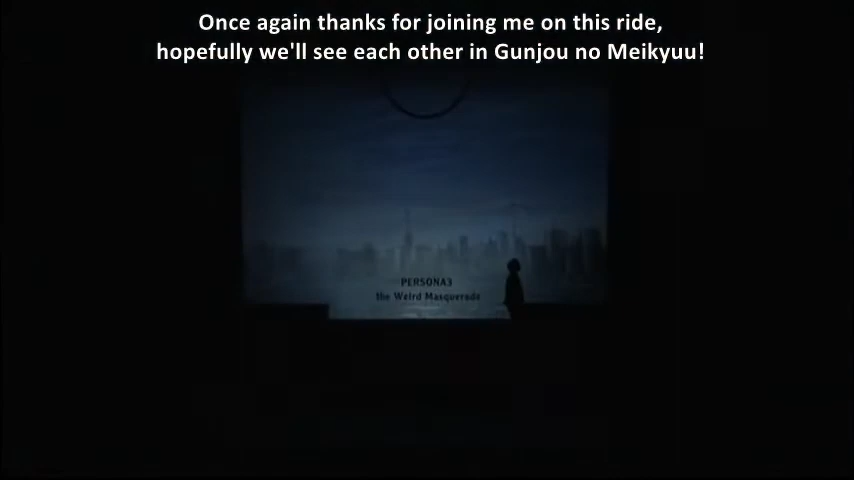 Once again thanks for joining me on this ride,
hopefully we'll see each other in Gunjou no Meikyuu!
PERSONA3
the Weird Masquerade